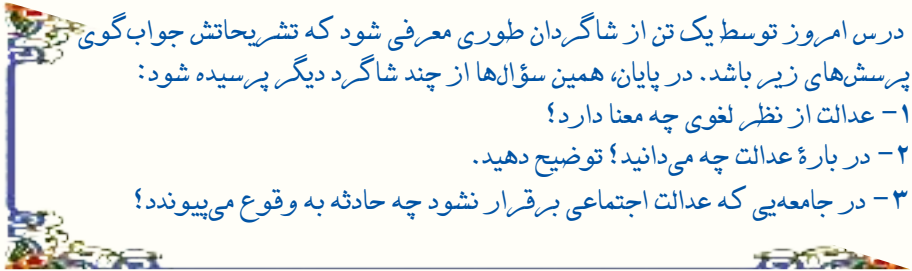 درس امروز توسط یک تن از شاگردان طوری معرفی شود که تشریحاتش جواب‌گوی
پرسش‌های زیر باشد. در پایان، همین سؤال‌ها از چند شاگرد دیگر پرسیده شود:
۱- عدالت از نظر لغوی چه معنا دارد؟
۲- در بارۀ عدالت چه می‌دانید؟ توضیح دهید.
۳- در جامعه‌یی که عدالت اجتماعی برقرار نشود چه حادثه به وقوع می‌پیوندد؟